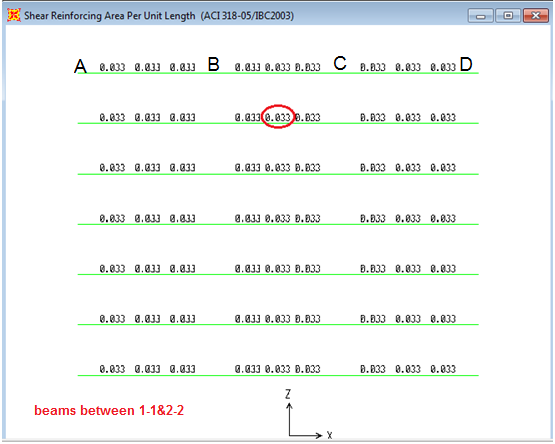 Shear Reinforcing Area Per Unit Length (ACI 318-05/IBC2003)
A 0.033 0.033 0.033 B 0.033 0.033 0.033 C 0.033 0.033 0.033 D
0.033 0.033 0.033 0.033 0.033 0.033 0.033 0.033 0.033
0.033 0.033 0.033 0.033 0.033 0.033 0.033 0.033 0.033
0.033 0.033 0.033 0.033 0.033 0.033 0.033 0.033 0.033
0.033 0.033 0.033 0.033 0.033 0.033 0.033 0.033 0.033
0.033 0.033 0.033 0.033 0.033 0.033 0.033 0.033 0.033
0.033 0.033 0.033 0.033 0.033 0.033 0.033 0.033 0.033
Z
beams between 1-1&2-2
X